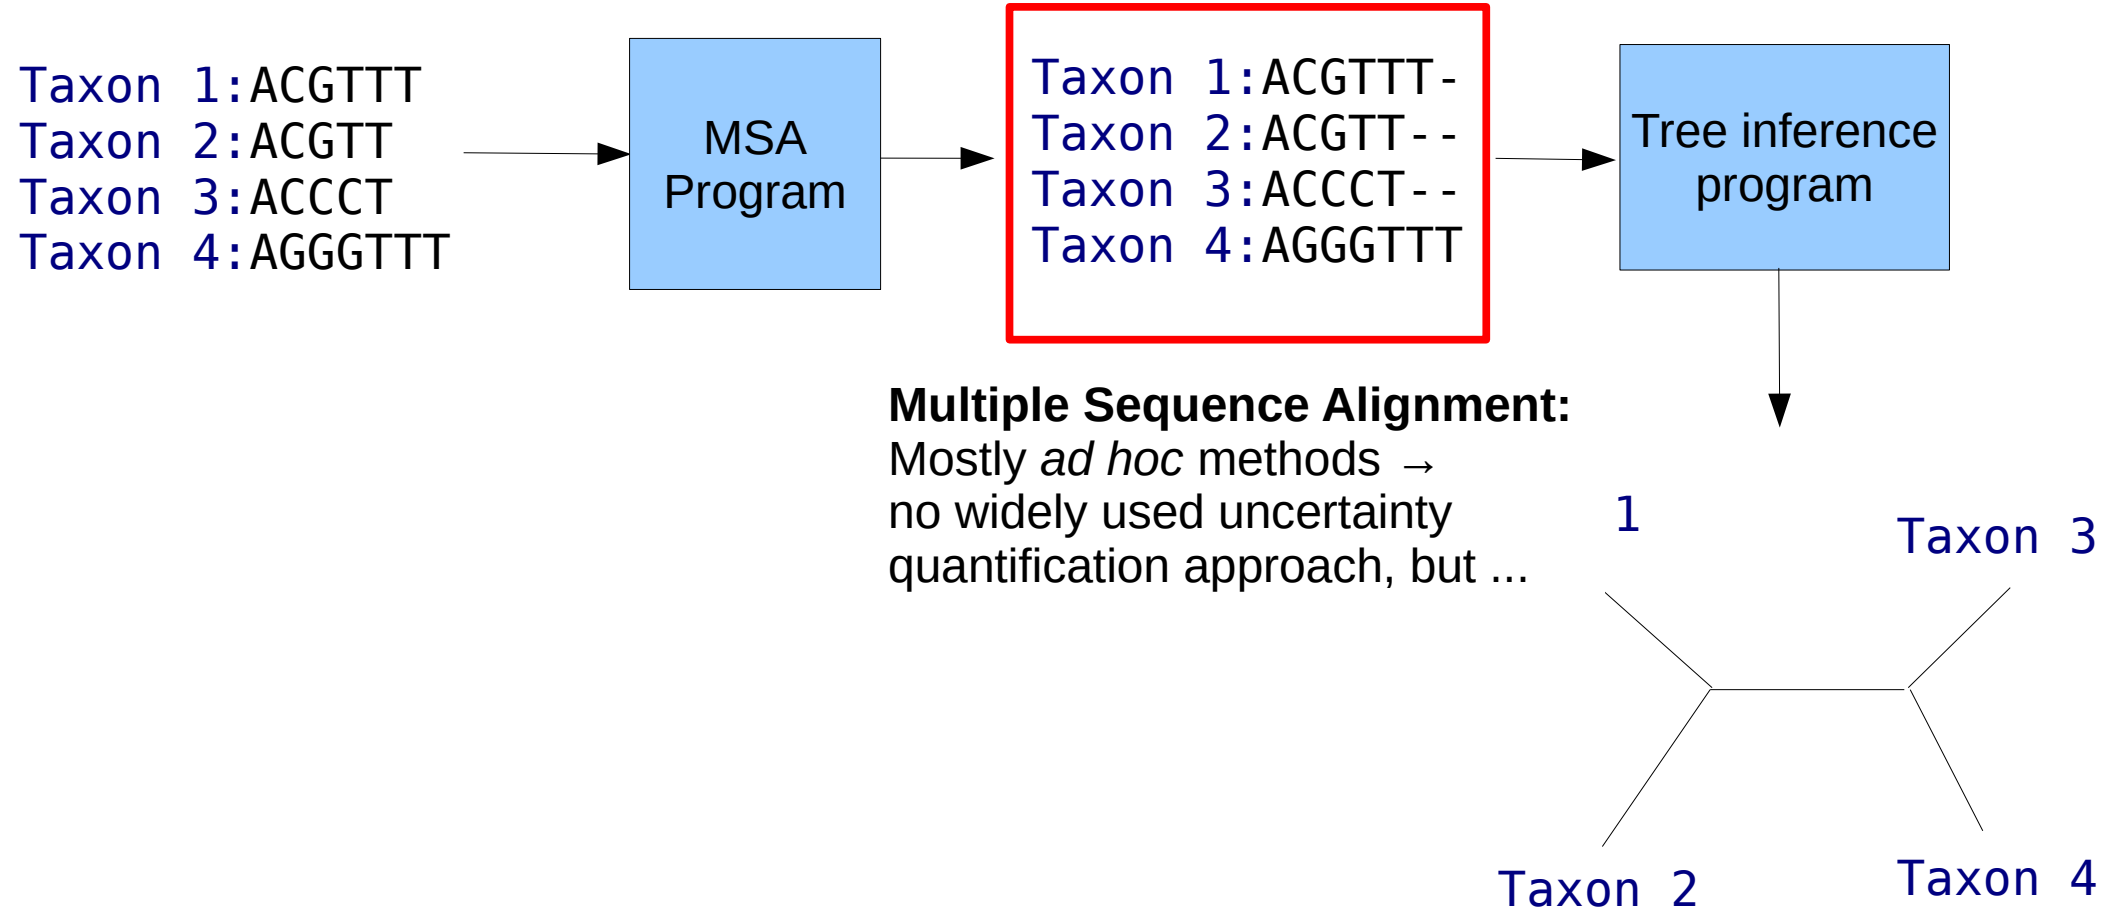 Taxon 1:ACGTTT
Taxon 2:ACGTT
Taxon 3:ACCCT
Taxon 4:AGGGTTT
MSA
Program
Taxon 1:ACGTTT-
Taxon 2:ACGTT--
Taxon 3:ACCCT--
Taxon 4:AGGGTTT
Tree inference
program
Multiple Sequence Alignment:
Mostly ad hoc methods →
no widely used uncertainty
quantification approach, but ...
1
Taxon 3
Taxon 2
Taxon 4